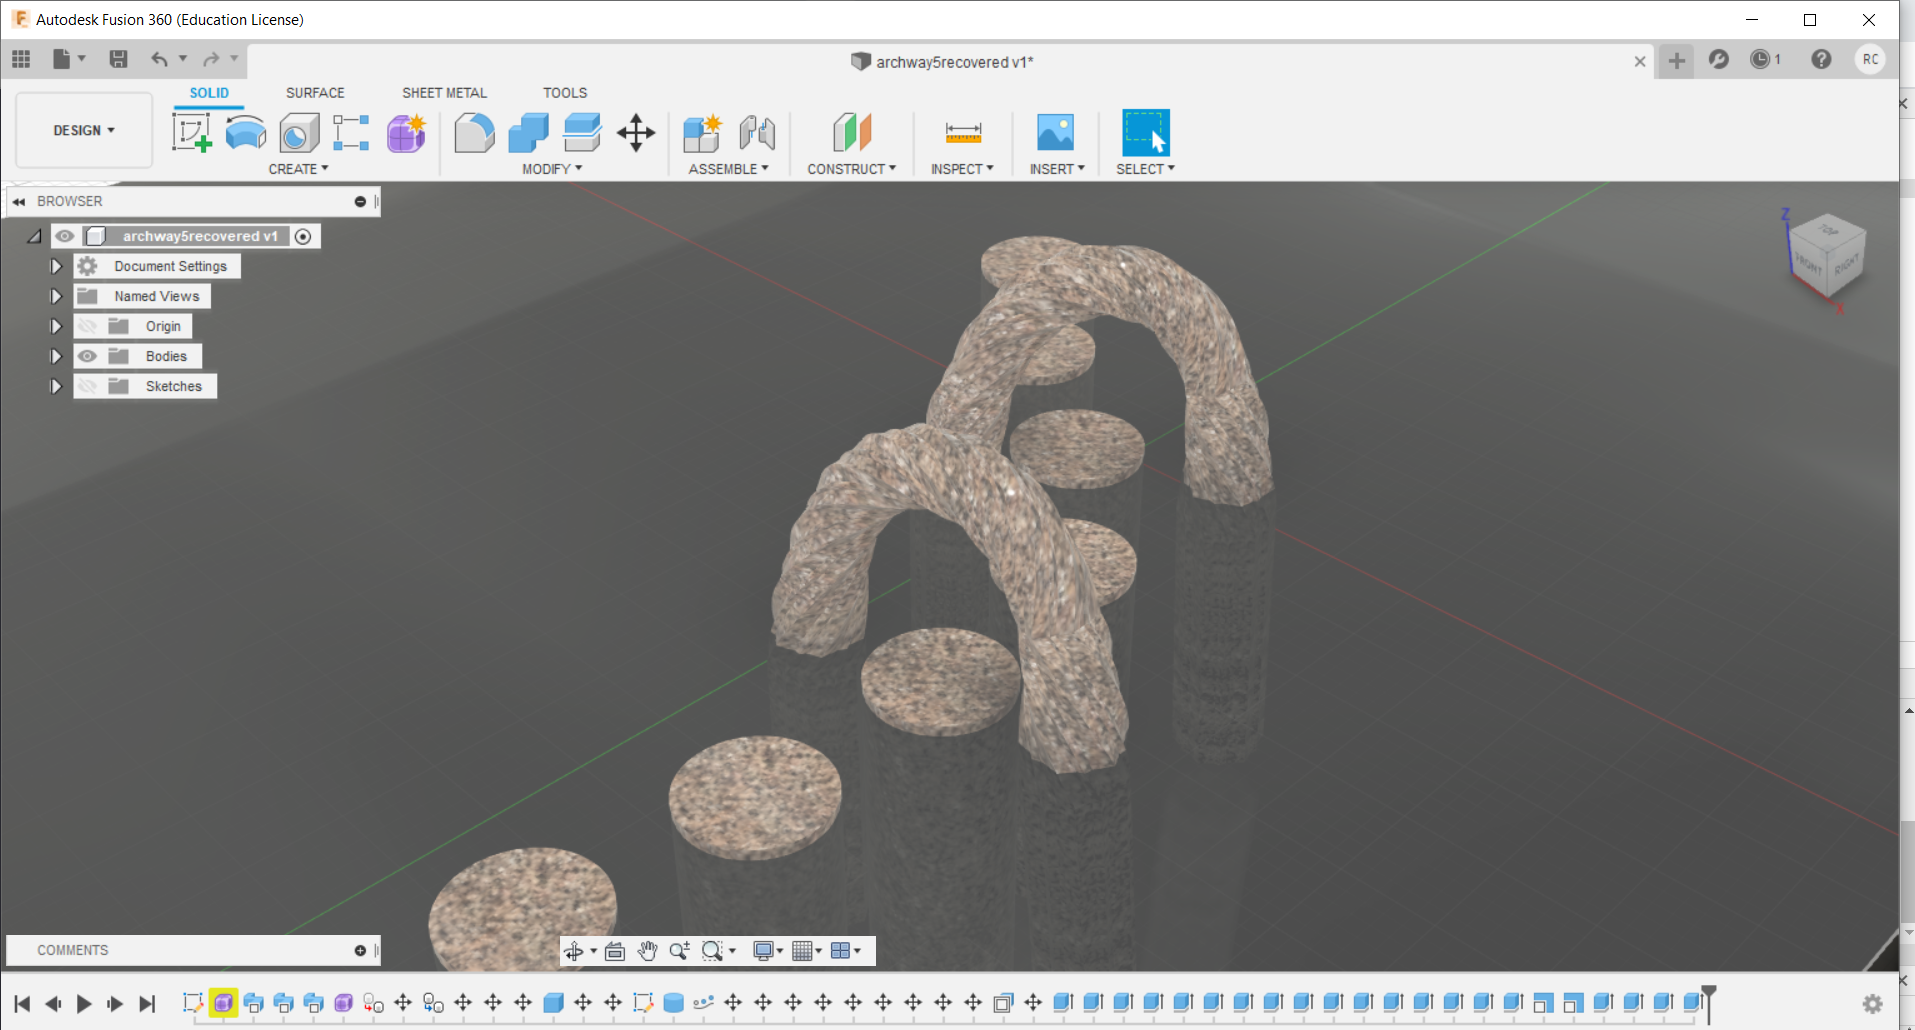 Autodesk Fusion 360 (Education License)
archway5recovered v1*
1
RC
DESIGN
SOLID
SURFACE
SHEET METAL
TOOLS
CREATE
MODIFY
ASSEMBLE
CONSTRUCT
INSPECT
INSERT
SELECT
BROWSER
archway5recovered v1
Document Settings
Named Views
Origin
Bodies
Sketches
Z
TOP
FRONT
RIGHT
X
COMMENTS